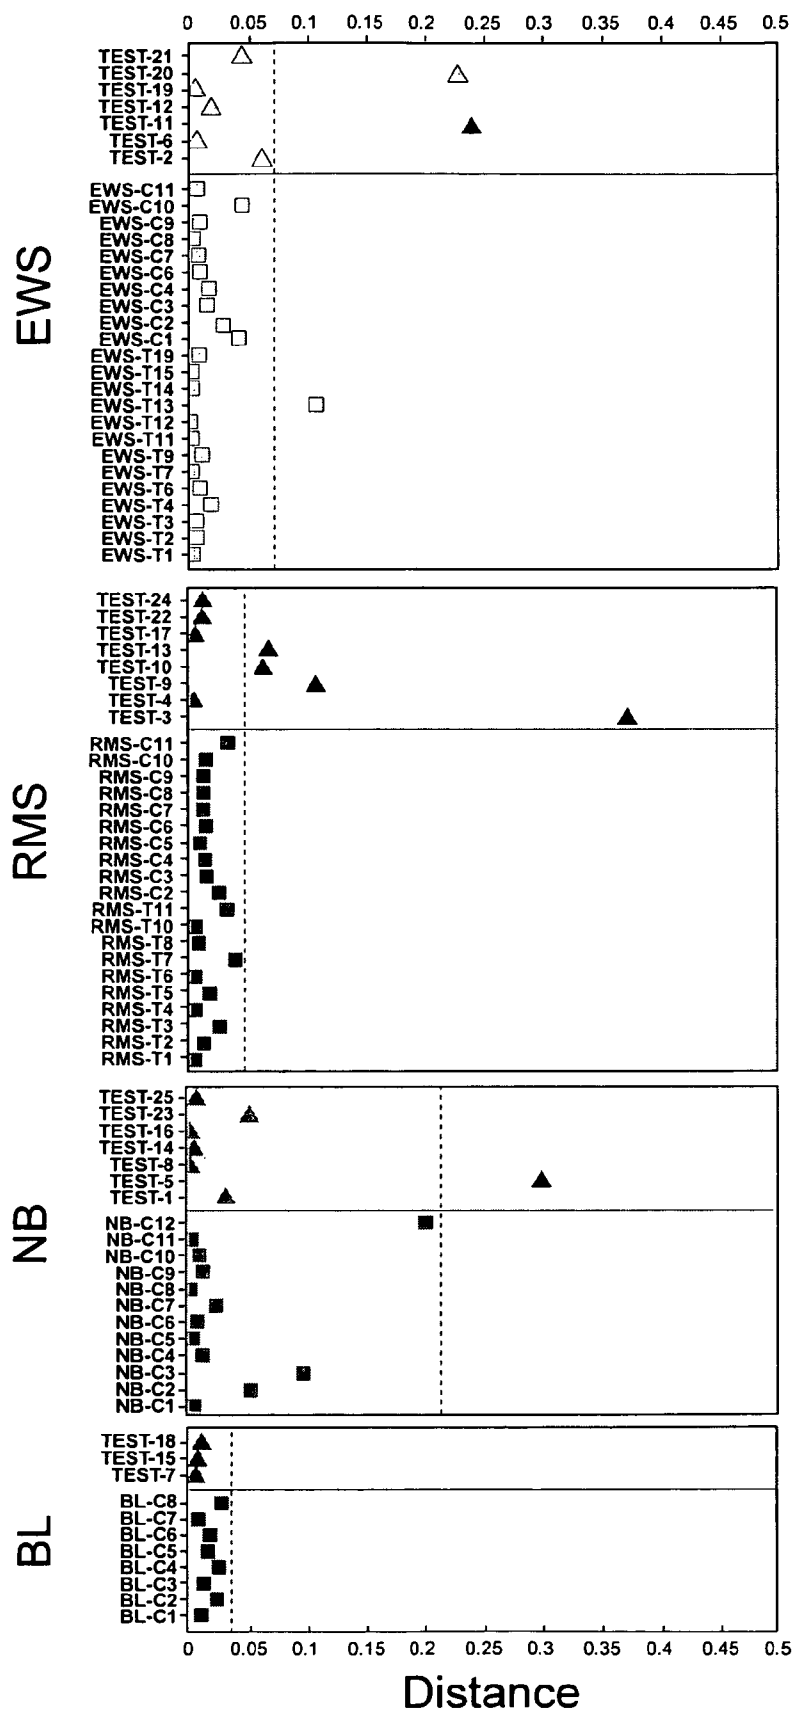 0 0.05 0.1 0.15 0.2 0.25 0.3 0.35 0.4 0.45 0.5
EWS
TEST-21
TEST-20
TEST-19
TEST-12
TEST-11
TEST-6
TEST-2
EWS-C11
EWS-C10
EWS-C9
EWS-C8
EWS-C7
EWS-C6
EWS-C4
EWS-C3
EWS-C2
EWS-C1
EWS-T19
EWS-T15
EWS-T14
EWS-T13
EWS-T12
EWS-T11
EWS-T9
EWS-T7
EWS-T6
EWS-T4
EWS-T3
EWS-T2
EWS-T1
RMS
TEST-24
TEST-22
TEST-17
TEST-13
TEST-10
TEST-9
TEST-4
TEST-3
RMS-C11
RMS-C10
RMS-C9
RMS-C8
RMS-C7
RMS-C6
RMS-C5
RMS-C4
RMS-C3
RMS-C2
RMS-T11
RMS-T10
RMS-T8
RMS-T7
RMS-T6
RMS-T5
RMS-T4
RMS-T3
RMS-T2
RMS-T1
NB
TEST-25
TEST-23
TEST-16
TEST-14
TEST-8
TEST-5
TEST-1
NB-C12
NB-C11
NB-C10
NB-C9
NB-C8
NB-C7
NB-C6
NB-C5
NB-C4
NB-C3
NB-C2
NB-C1
BL
TEST-18
TEST-15
TEST-7
BL-C8
BL-C7
BL-C6
BL-C5
BL-C4
BL-C3
BL-C2
BL-C1
0 0.05 0.1 0.15 0.2 0.25 0.3 0.35 0.4 0.45 0.5
Distance